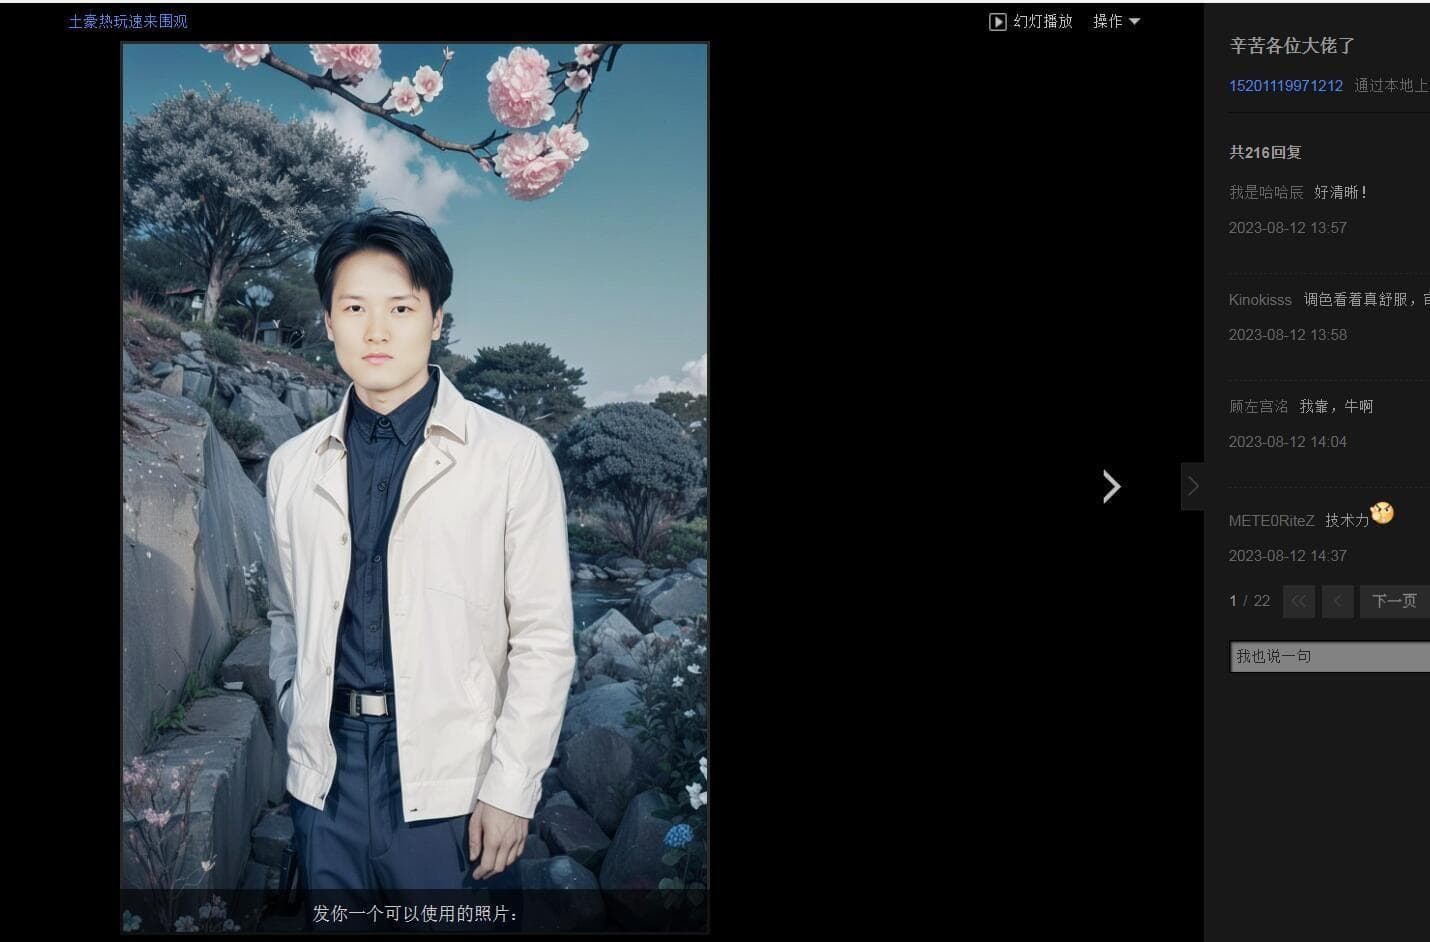 土豪热玩速来围观
幻灯播放 操作
发你一个可以使用的照片：
辛苦各位大佬了
15201119971212 通过本地上
共216回复
我是哈哈辰 好清晰！
2023-08-12 13:57
Kinokisss 调色看着真舒服，
2023-08-12 13:58
顾左宫洺 我靠，牛啊
2023-08-12 14:04
METE0RiteZ 技术力
2023-08-12 14:37
1 / 22 << < 下一页
我也说一句